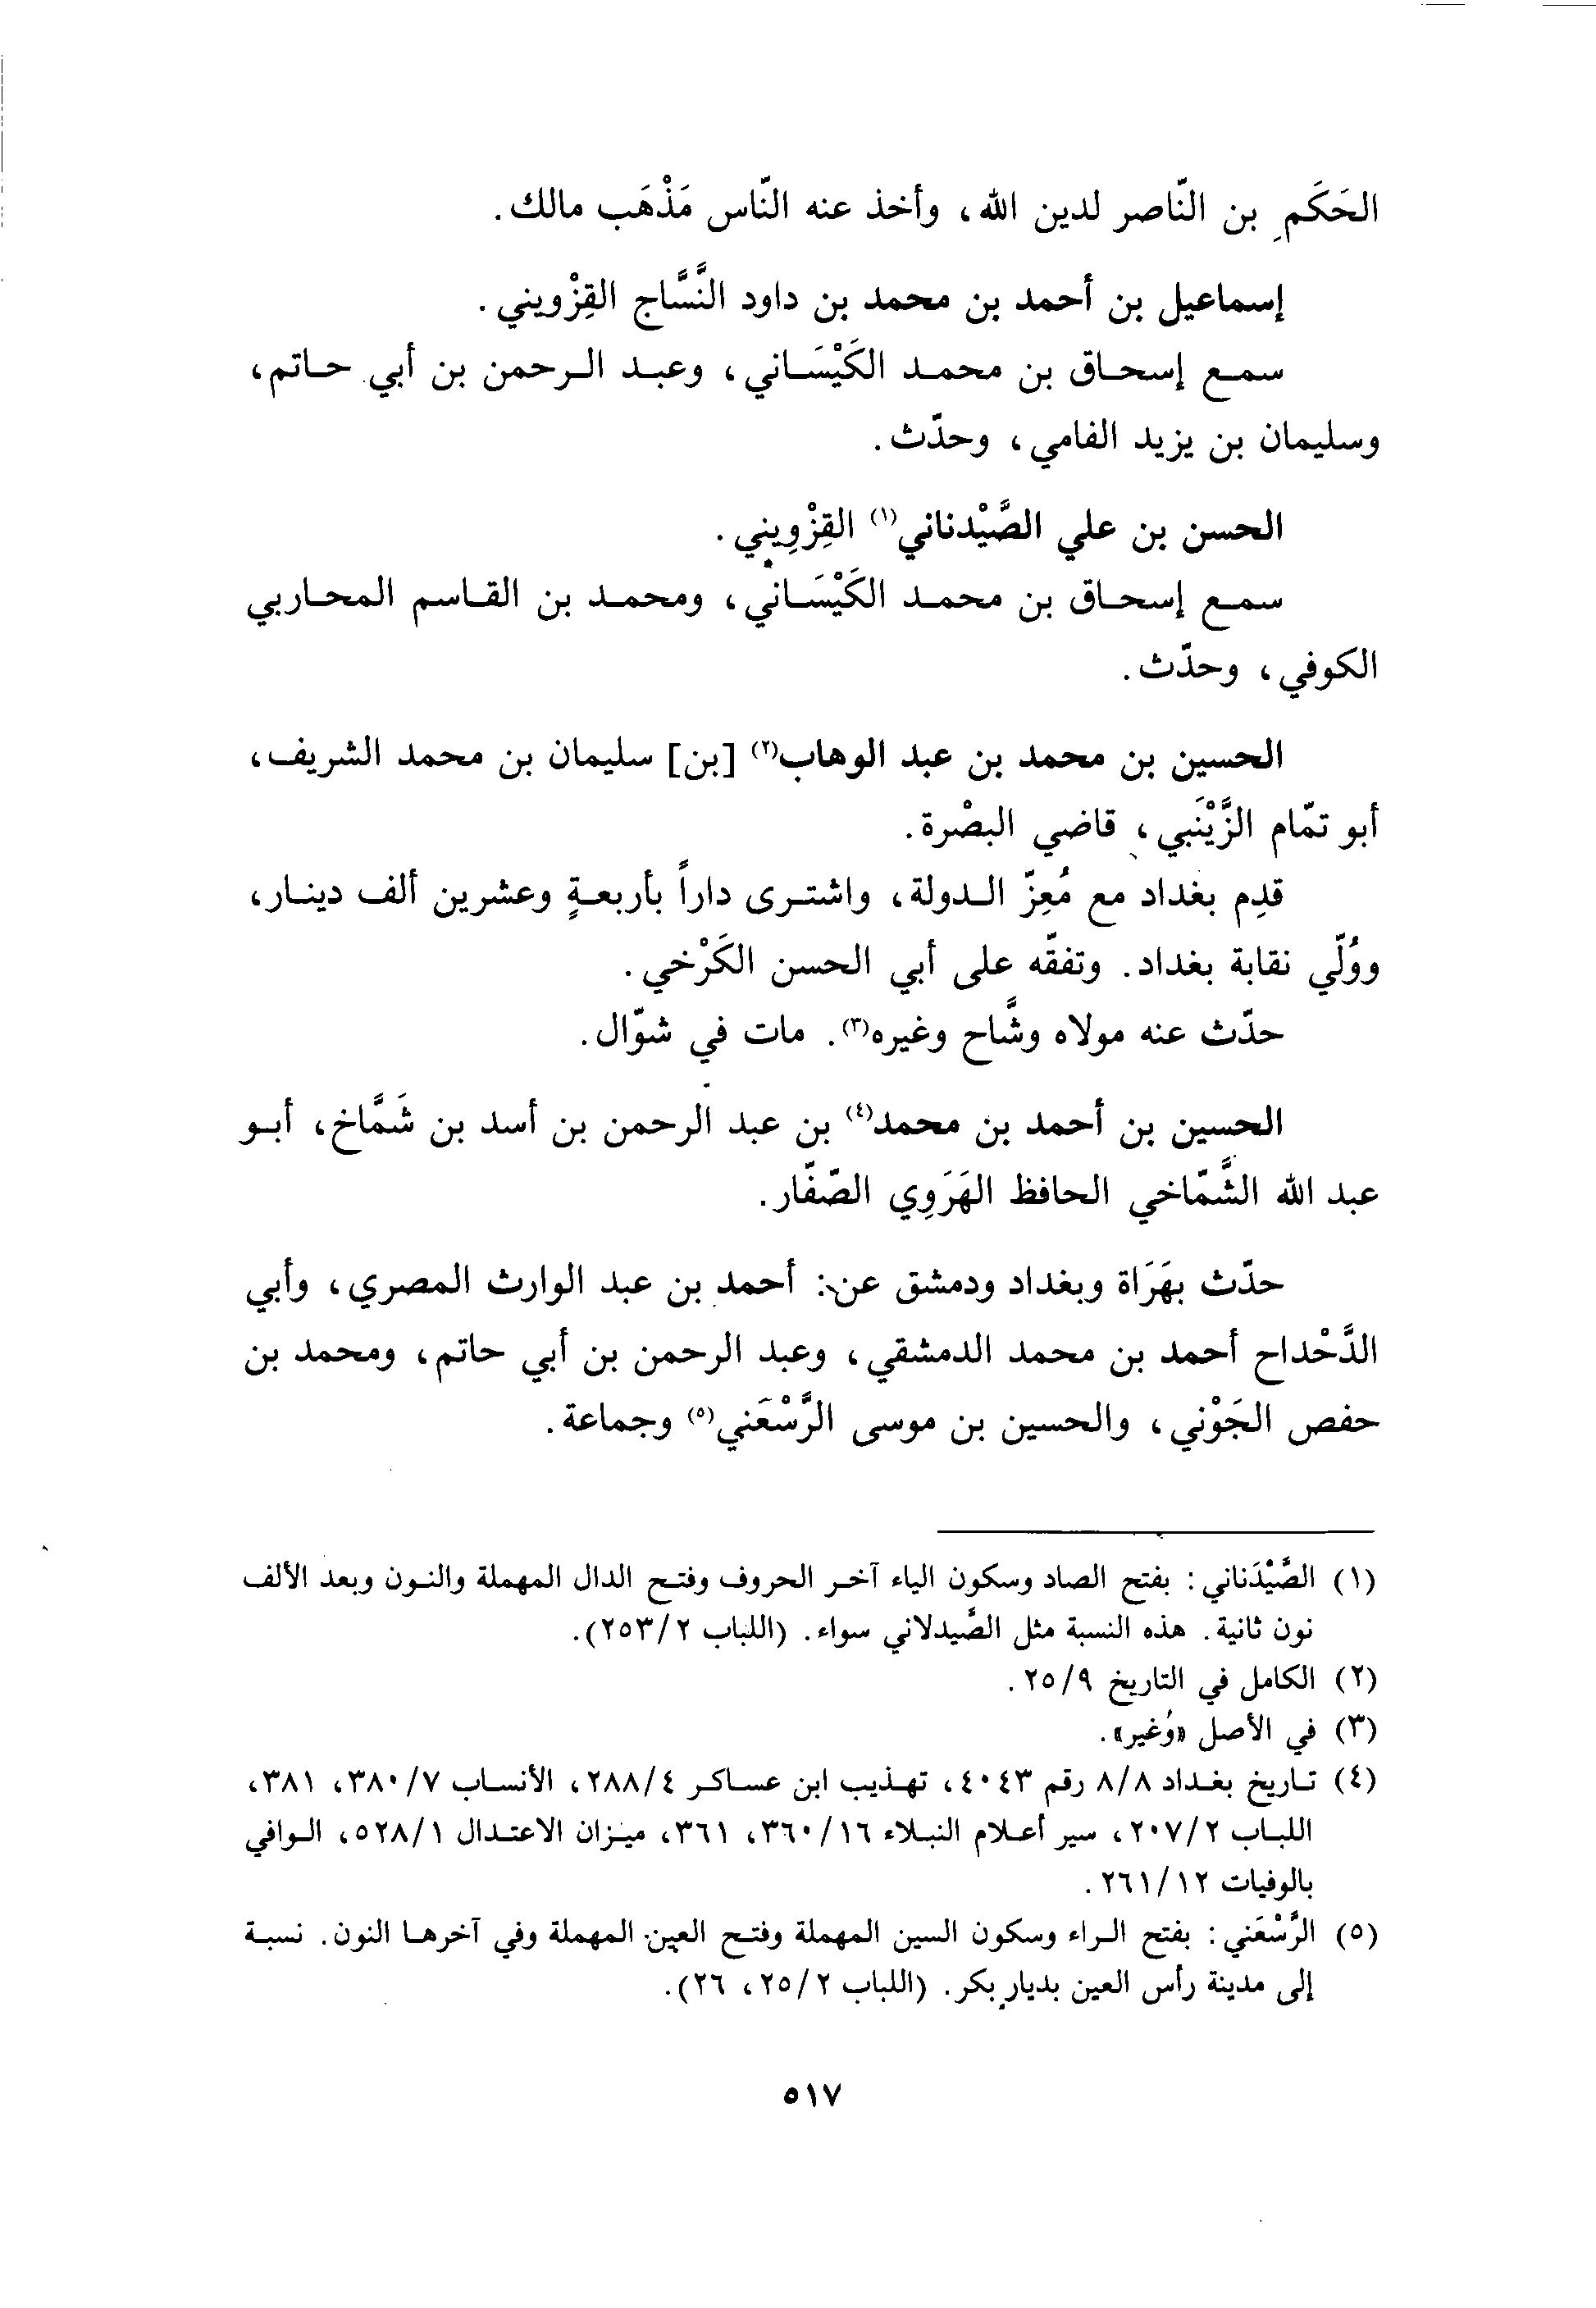 الحَكَمِ بن النّاصر لدين الله، وأخذ عنه النّاس مَذْهَب مالك.
إسماعيل بن أحمد بن محمد بن داود النَّسَّاج القِزْويني.
سمع إسحاق بن محمد الكَيْسَاني، وعبد الرحمن بن أبي حاتم،
وسليمان بن يزيد الفامي، وحدّث.
الحسن بن علي الصَّيْدناني(١) القِزْوِيني.
سمع إسحاق بن محمد الكَيْسَاني، ومحمد بن القاسم المحاربي
الكوفي، وحدّث.
الحسين بن محمد بن عبد الوهاب(٢) [بن] سليمان بن محمد الشريف،
أبو تمّام الزَّيْنَبي، قاضي البصْرة.
قدِم بغداد مع مُعِزّ الدولة، واشترى داراً بأربعةٍ وعشرين ألف دينار،
ووُلّي نقابة بغداد. وتفقّه على أبي الحسن الكَرْخي.
حدّث عنه مولاه وشَّاح وغيره(٣). مات في شوّال.
الحسين بن أحمد بن محمد(٤) بن عبد الرحمن بن أسد بن شَمَّاخ، أبو
عبد الله الشَّمّاخي الحافظ الهَرَوِي الصّفّار.
حدّث بهَرَاة وبغداد ودمشق عن: أحمد بن عبد الوارث المصري، وأبي
الدَّحْداح أحمد بن محمد الدمشقي، وعبد الرحمن بن أبي حاتم، ومحمد بن
حفص الجَوْني، والحسين بن موسى الرَّسْعَني(٥) وجماعة.
(١) الصَّيْدَناني: بفتح الصاد وسكون الياء آخر الحروف وفتح الدال المهملة والنون وبعد الألف
نون ثانية. هذه النسبة مثل الصَّيدلاني سواء. (اللباب ٢٥٣/٢).
(٢) الكامل في التاريخ ٢٥/٩.
(٣) في الأصل «وُغير».
(٤) تاريخ بغداد ٨/٨ رقم ٤٠٤٣، تهذيب ابن عساكر ٢٨٨/٤، الأنساب ٣٨٠/٧، ٣٨١،
اللباب ٢٠٧/٢، سير أعلام النبلاء ٣٦٠/١٦، ٣٦١، ميزان الاعتدال ٥٢٨/١، الوافي
بالوفيات ٢٦١/١٢.
(٥) الرَّسْعَني: بفتح الراء وسكون السين المهملة وفتح العين المهملة وفي آخرها النون. نسبة
إلى مدينة رأس العين بديار بكر. (اللباب ٢٥/٢، ٢٦).
٥١٧